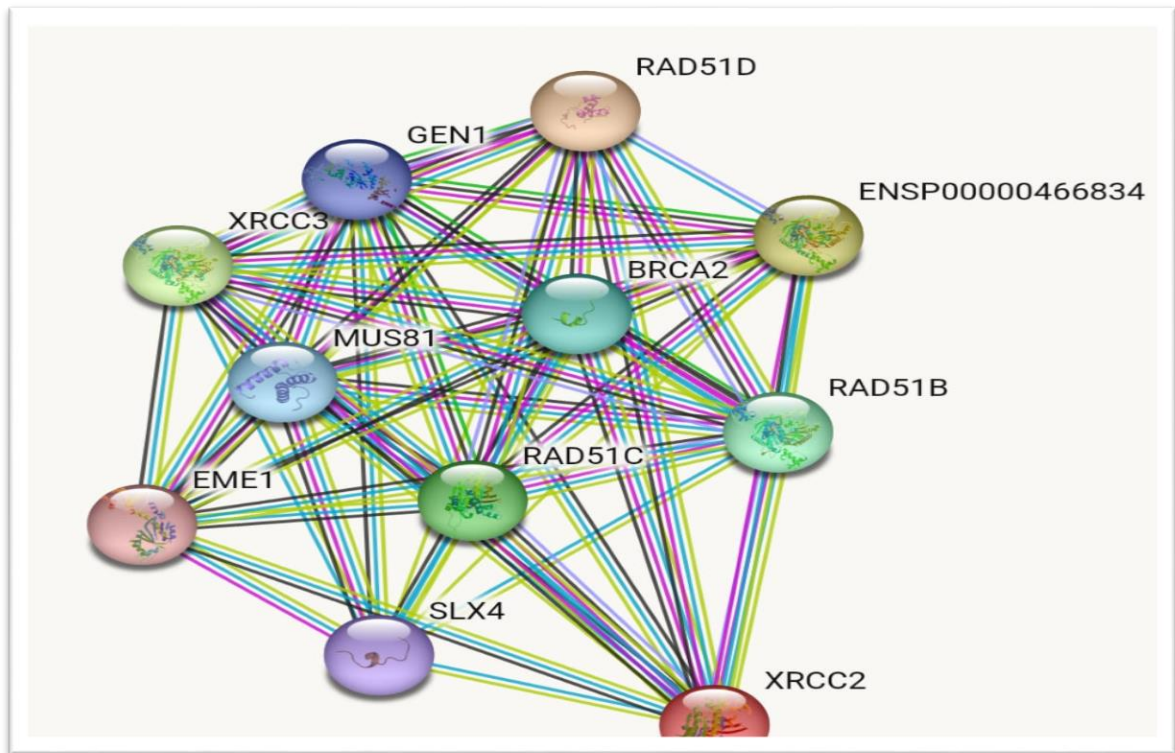 RAD51D
GEN1
ENSP00000466834
XRCC3
BRCA2
MUS81
RAD51B
RAD51C
EME1
SLX4
XRCC2